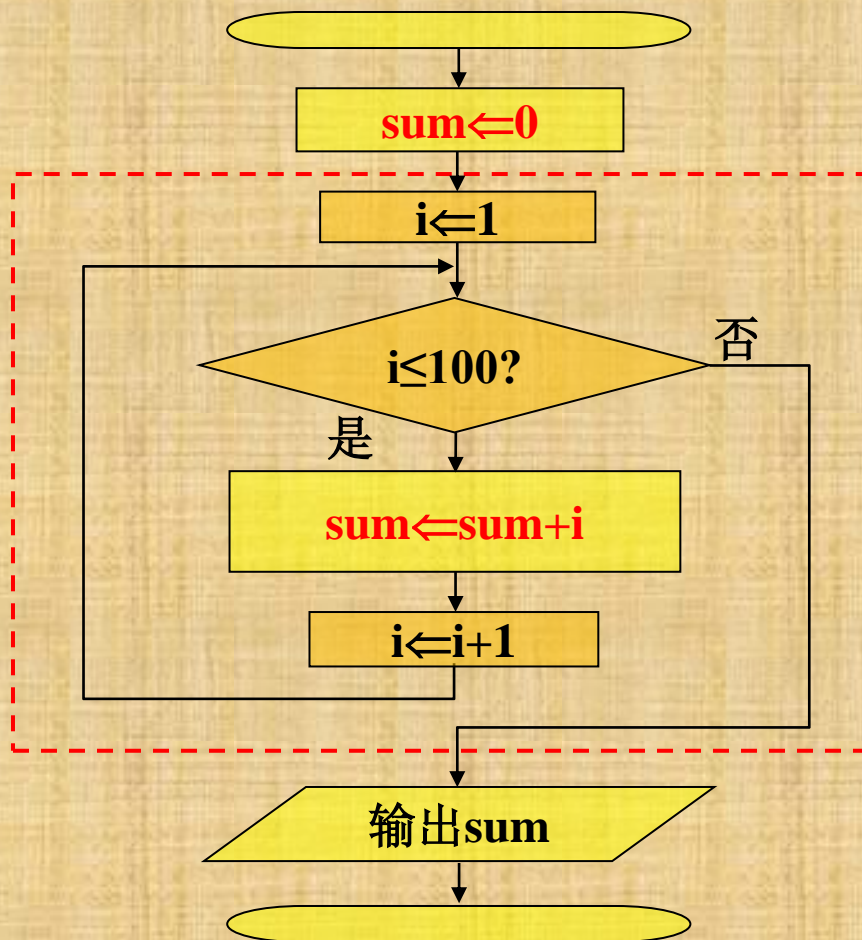 sum⇐0
i⇐1
i≤100?
否
是
sum⇐sum+i
i⇐i+1
输出sum